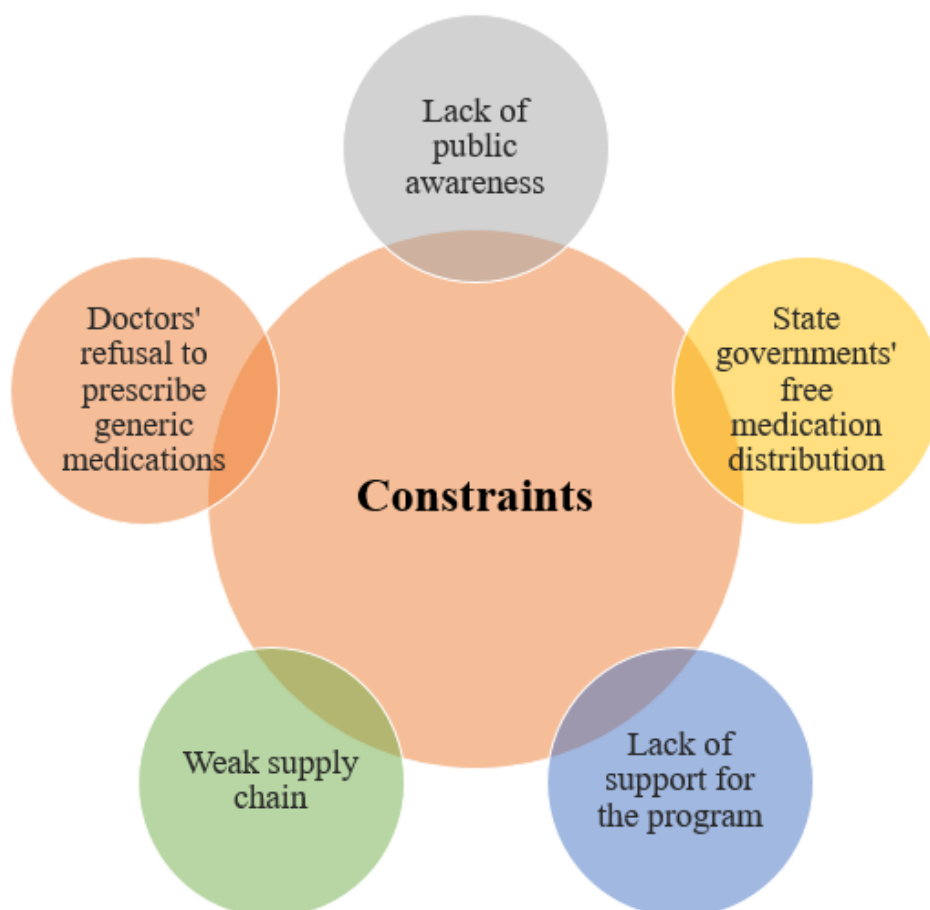 Lack of
public
awareness
State
governments'
free
medication
distribution
Lack of
support for
the program
Weak supply
chain
Doctors'
refusal to
prescribe
generic
medications
Constraints